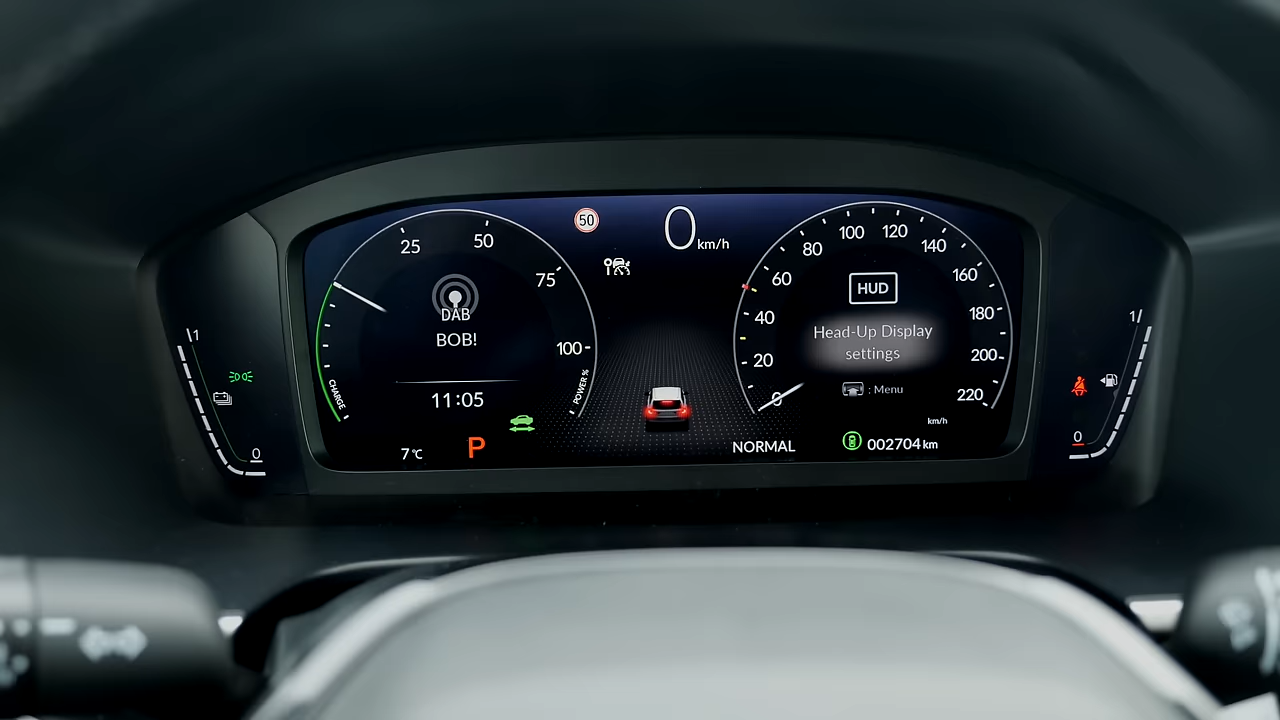 50
0 km/h
25
50
75
100
CHARGE
POWER %
DAB
BOB!
11:05
7℃
P
20
40
60
80
100
120
140
160
180
200
220
0
HUD
Head-Up Display
settings
: Menu
km/h
NORMAL
002704 km
1
0
1
0